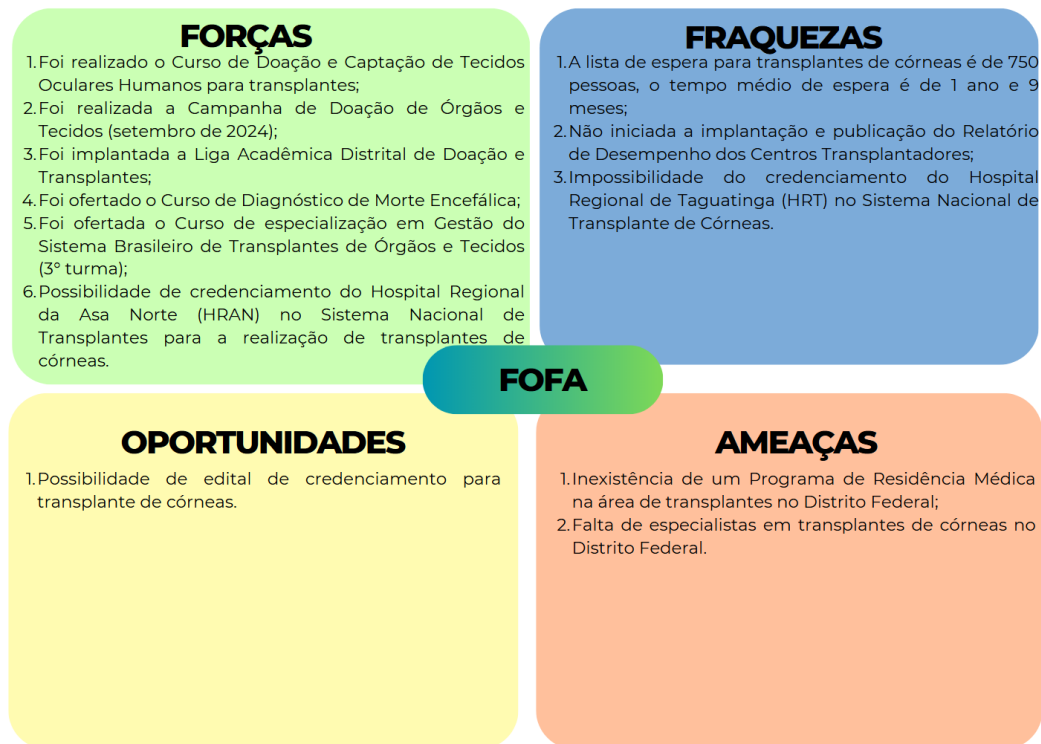 FORÇAS
1. Foi realizado o Curso de Doação e Captação de Tecidos
Oculares Humanos para transplantes;
2. Foi realizada a Campanha de Doação de Órgãos e
Tecidos (setembro de 2024);
3. Foi implantada a Liga Acadêmica Distrital de Doação e
Transplantes;
4. Foi ofertado o Curso de Diagnóstico de Morte Encefálica;
5. Foi ofertada o Curso de especialização em Gestão do
Sistema Brasileiro de Transplantes de Órgãos e Tecidos
(3º turma);
6. Possibilidade de credenciamento do Hospital Regional
da Asa Norte (HRAN) no Sistema Nacional de
Transplantes para a realização de transplantes de
córneas.
FRAQUEZAS
1. A lista de espera para transplantes de córneas é de 750
pessoas, o tempo médio de espera é de 1 ano e 9
meses;
2. Não iniciada a implantação e publicação do Relatório
de Desempenho dos Centros Transplantadores;
3. Impossibilidade do credenciamento do Hospital
Regional de Taguatinga (HRT) no Sistema Nacional de
Transplante de Córneas.
FOFA
OPORTUNIDADES
1. Possibilidade de edital de credenciamento para
transplante de córneas.
AMEAÇAS
1. Inexistência de um Programa de Residência Médica
na área de transplantes no Distrito Federal;
2. Falta de especialistas em transplantes de córneas no
Distrito Federal.